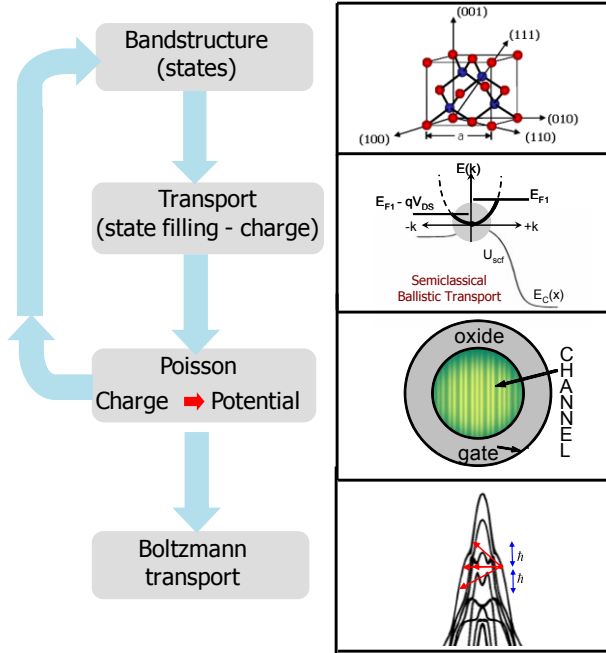 Bandstructure
(states)
Transport
(state filling - charge)
Poisson
Charge Potential
Boltzmann
transport
(001)
(111)
(010)
(100)
(110)
a
E(k)
E_F1 - qV_DS
E_F1
-k
+k
U_scf
Semiclassical
Ballistic Transport
E_C(x)
oxide
CHANNEL
gate
ħ
ħ